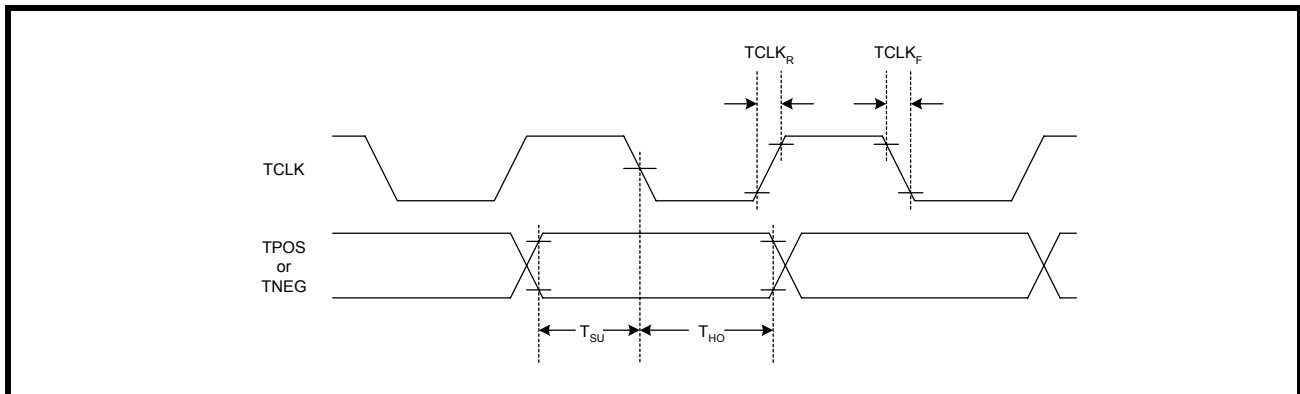 TCLKR
TCLKF
TCLK
TPOS
or
TNEG
TSU
THO